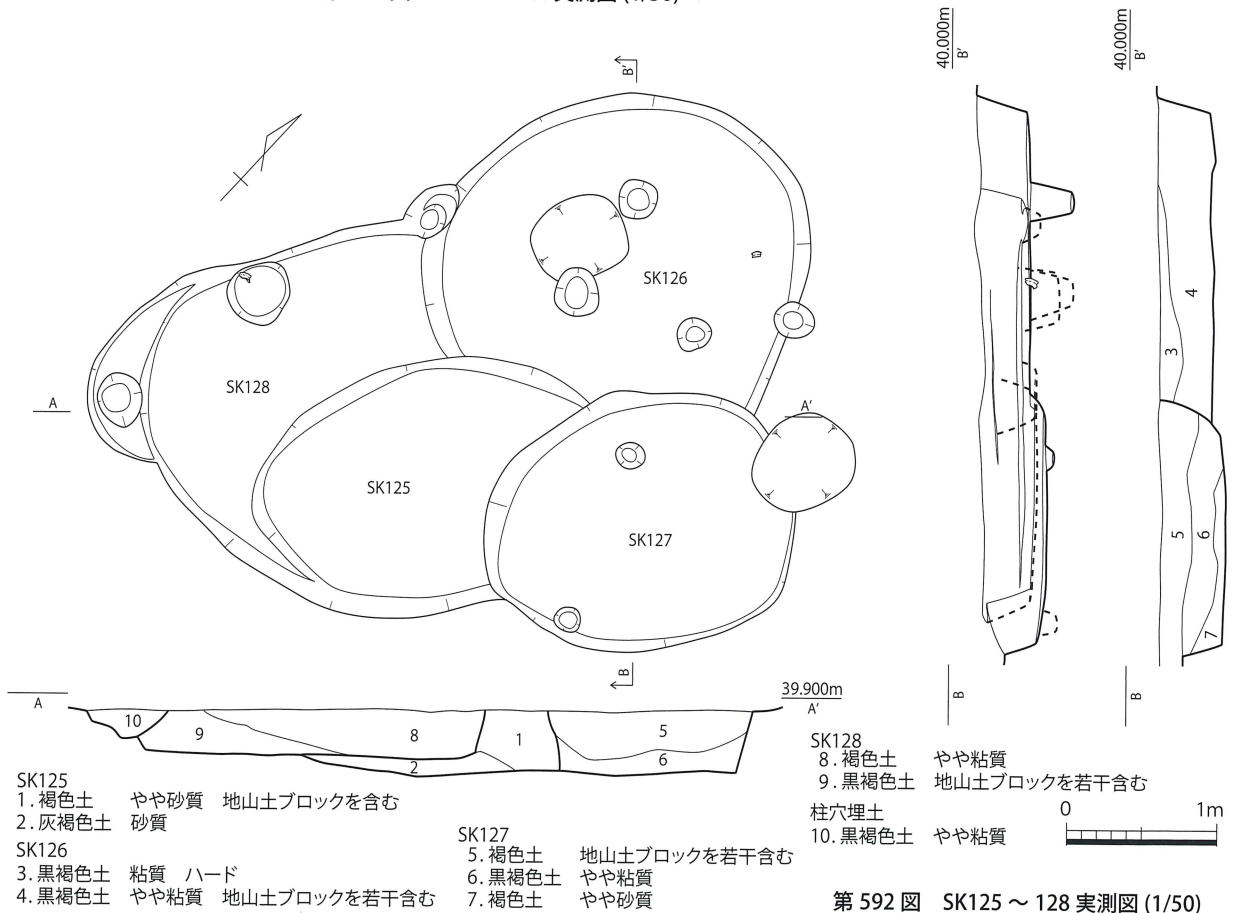 実測図 (1/50)
B'
40.000m
B'
40.000m
B'
SK126
4
3
SK128
A
A'
SK125
SK127
5
6
7
B
B
B
A
39.900m
A'
10
9
8
1
5
2
6
SK125
1. 褐色土 やや砂質 地山土ブロックを含む
2. 灰褐色土 砂質
SK126
3. 黒褐色土 粘質 ハード
4. 黒褐色土 やや粘質 地山土ブロックを若干含む
SK127
5. 褐色土 地山土ブロックを若干含む
6. 黒褐色土 やや粘質
7. 褐色土 やや砂質
SK128
8. 褐色土 やや粘質
9. 黒褐色土 地山土ブロックを若干含む
柱穴埋土
10. 黒褐色土 やや粘質
0 1m
第 592 図 SK125 ～ 128 実測図 (1/50)